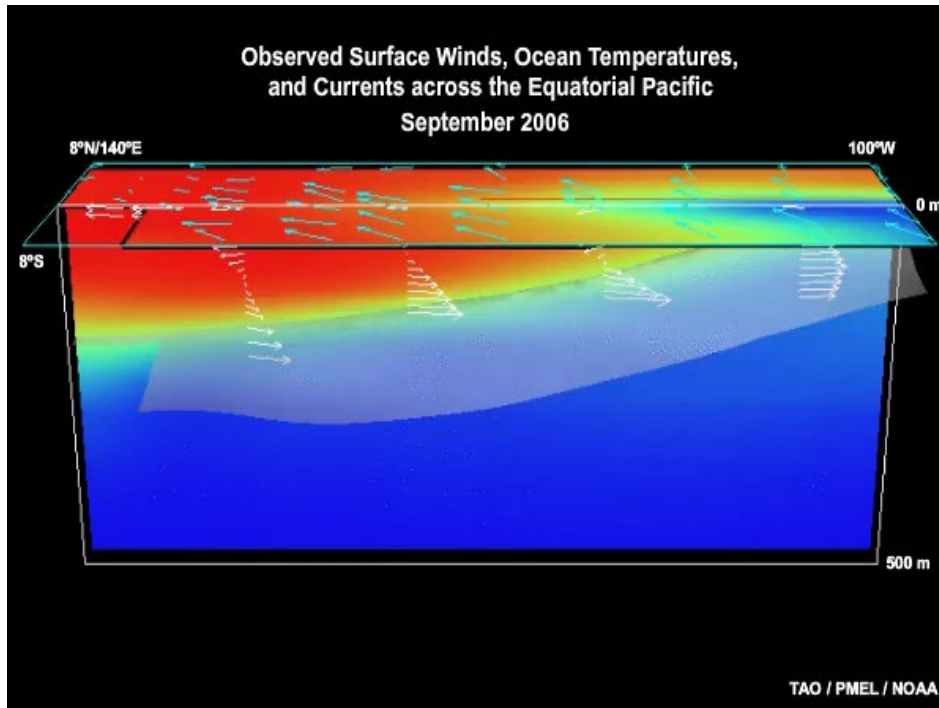 Observed Surface Winds, Ocean Temperatures,
and Currents across the Equatorial Pacific
September 2006
8ºN/140ºE
100ºW
0 m
8ºS
500 m
TAO / PMEL / NOAA